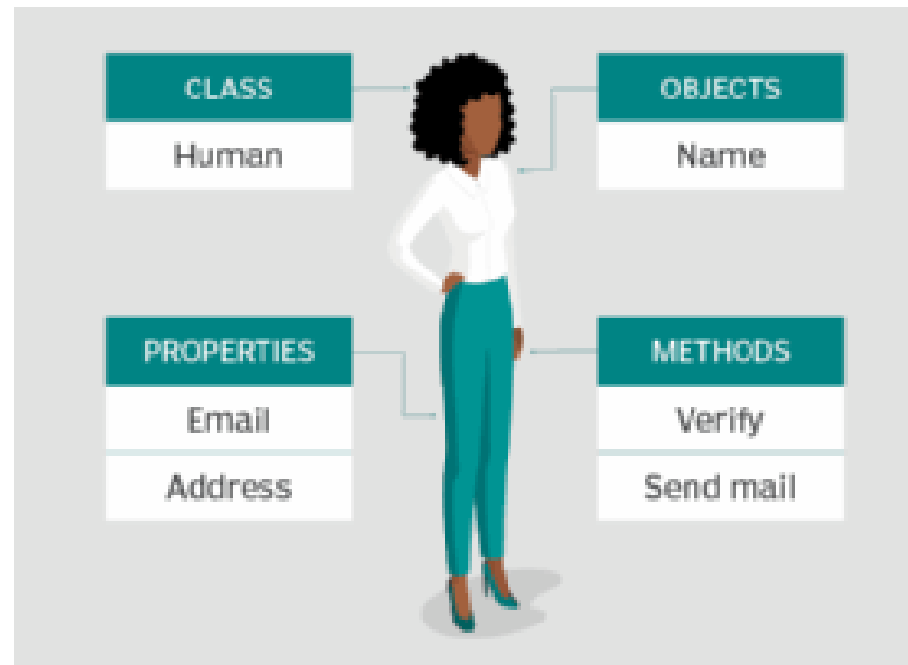 CLASS
Human
OBJECTS
Name
PROPERTIES
Email
Address
METHODS
Verify
Send mail